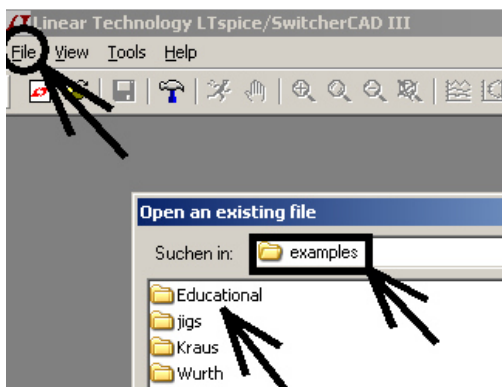 Linear Technology LTspice/SwitcherCAD III
File View Tools Help
Open an existing file
Suchen in: examples
Educational
jigs
Kraus
Wurth